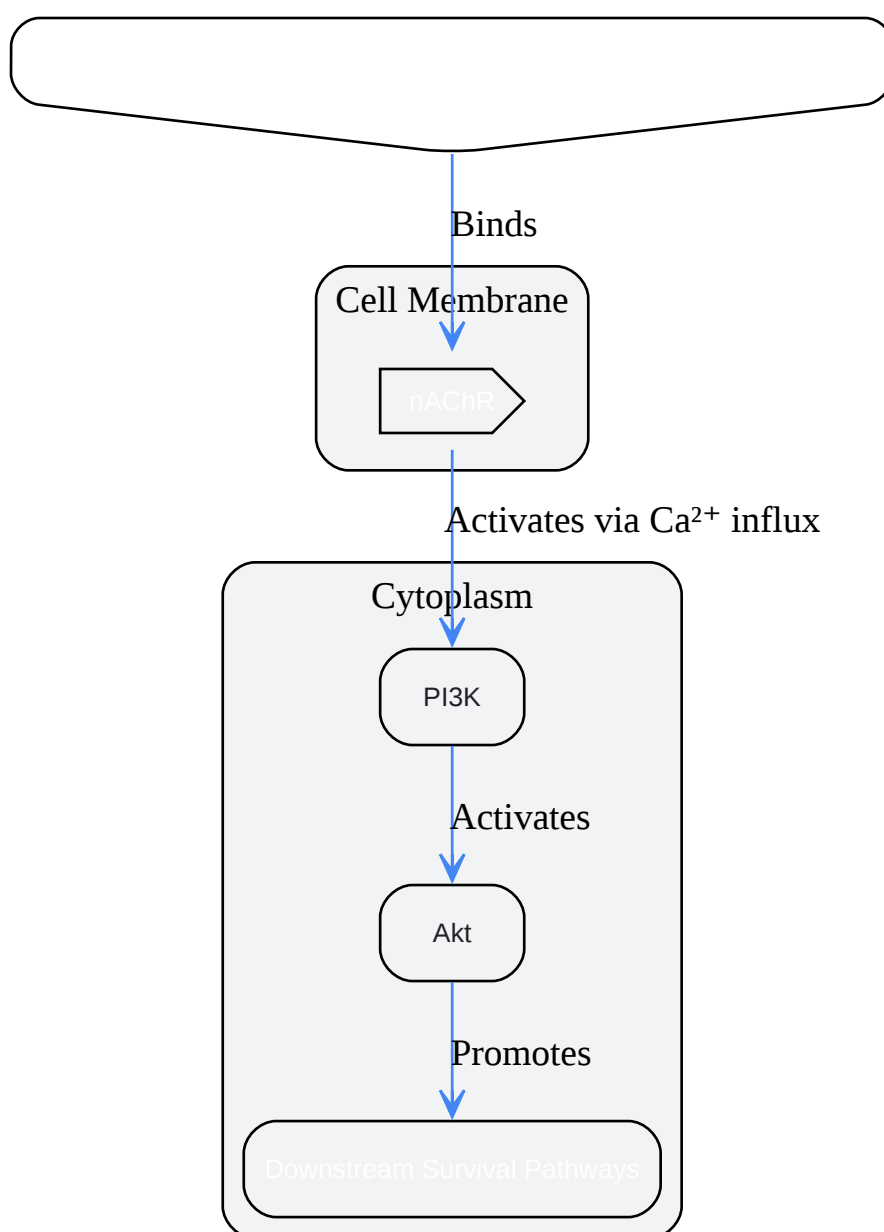 Binds
Cell Membrane
nAChR
Activates via Ca²⁺ influx
Cytoplasm
PI3K
Activates
Akt
Promotes
Downstream Survival Pathways